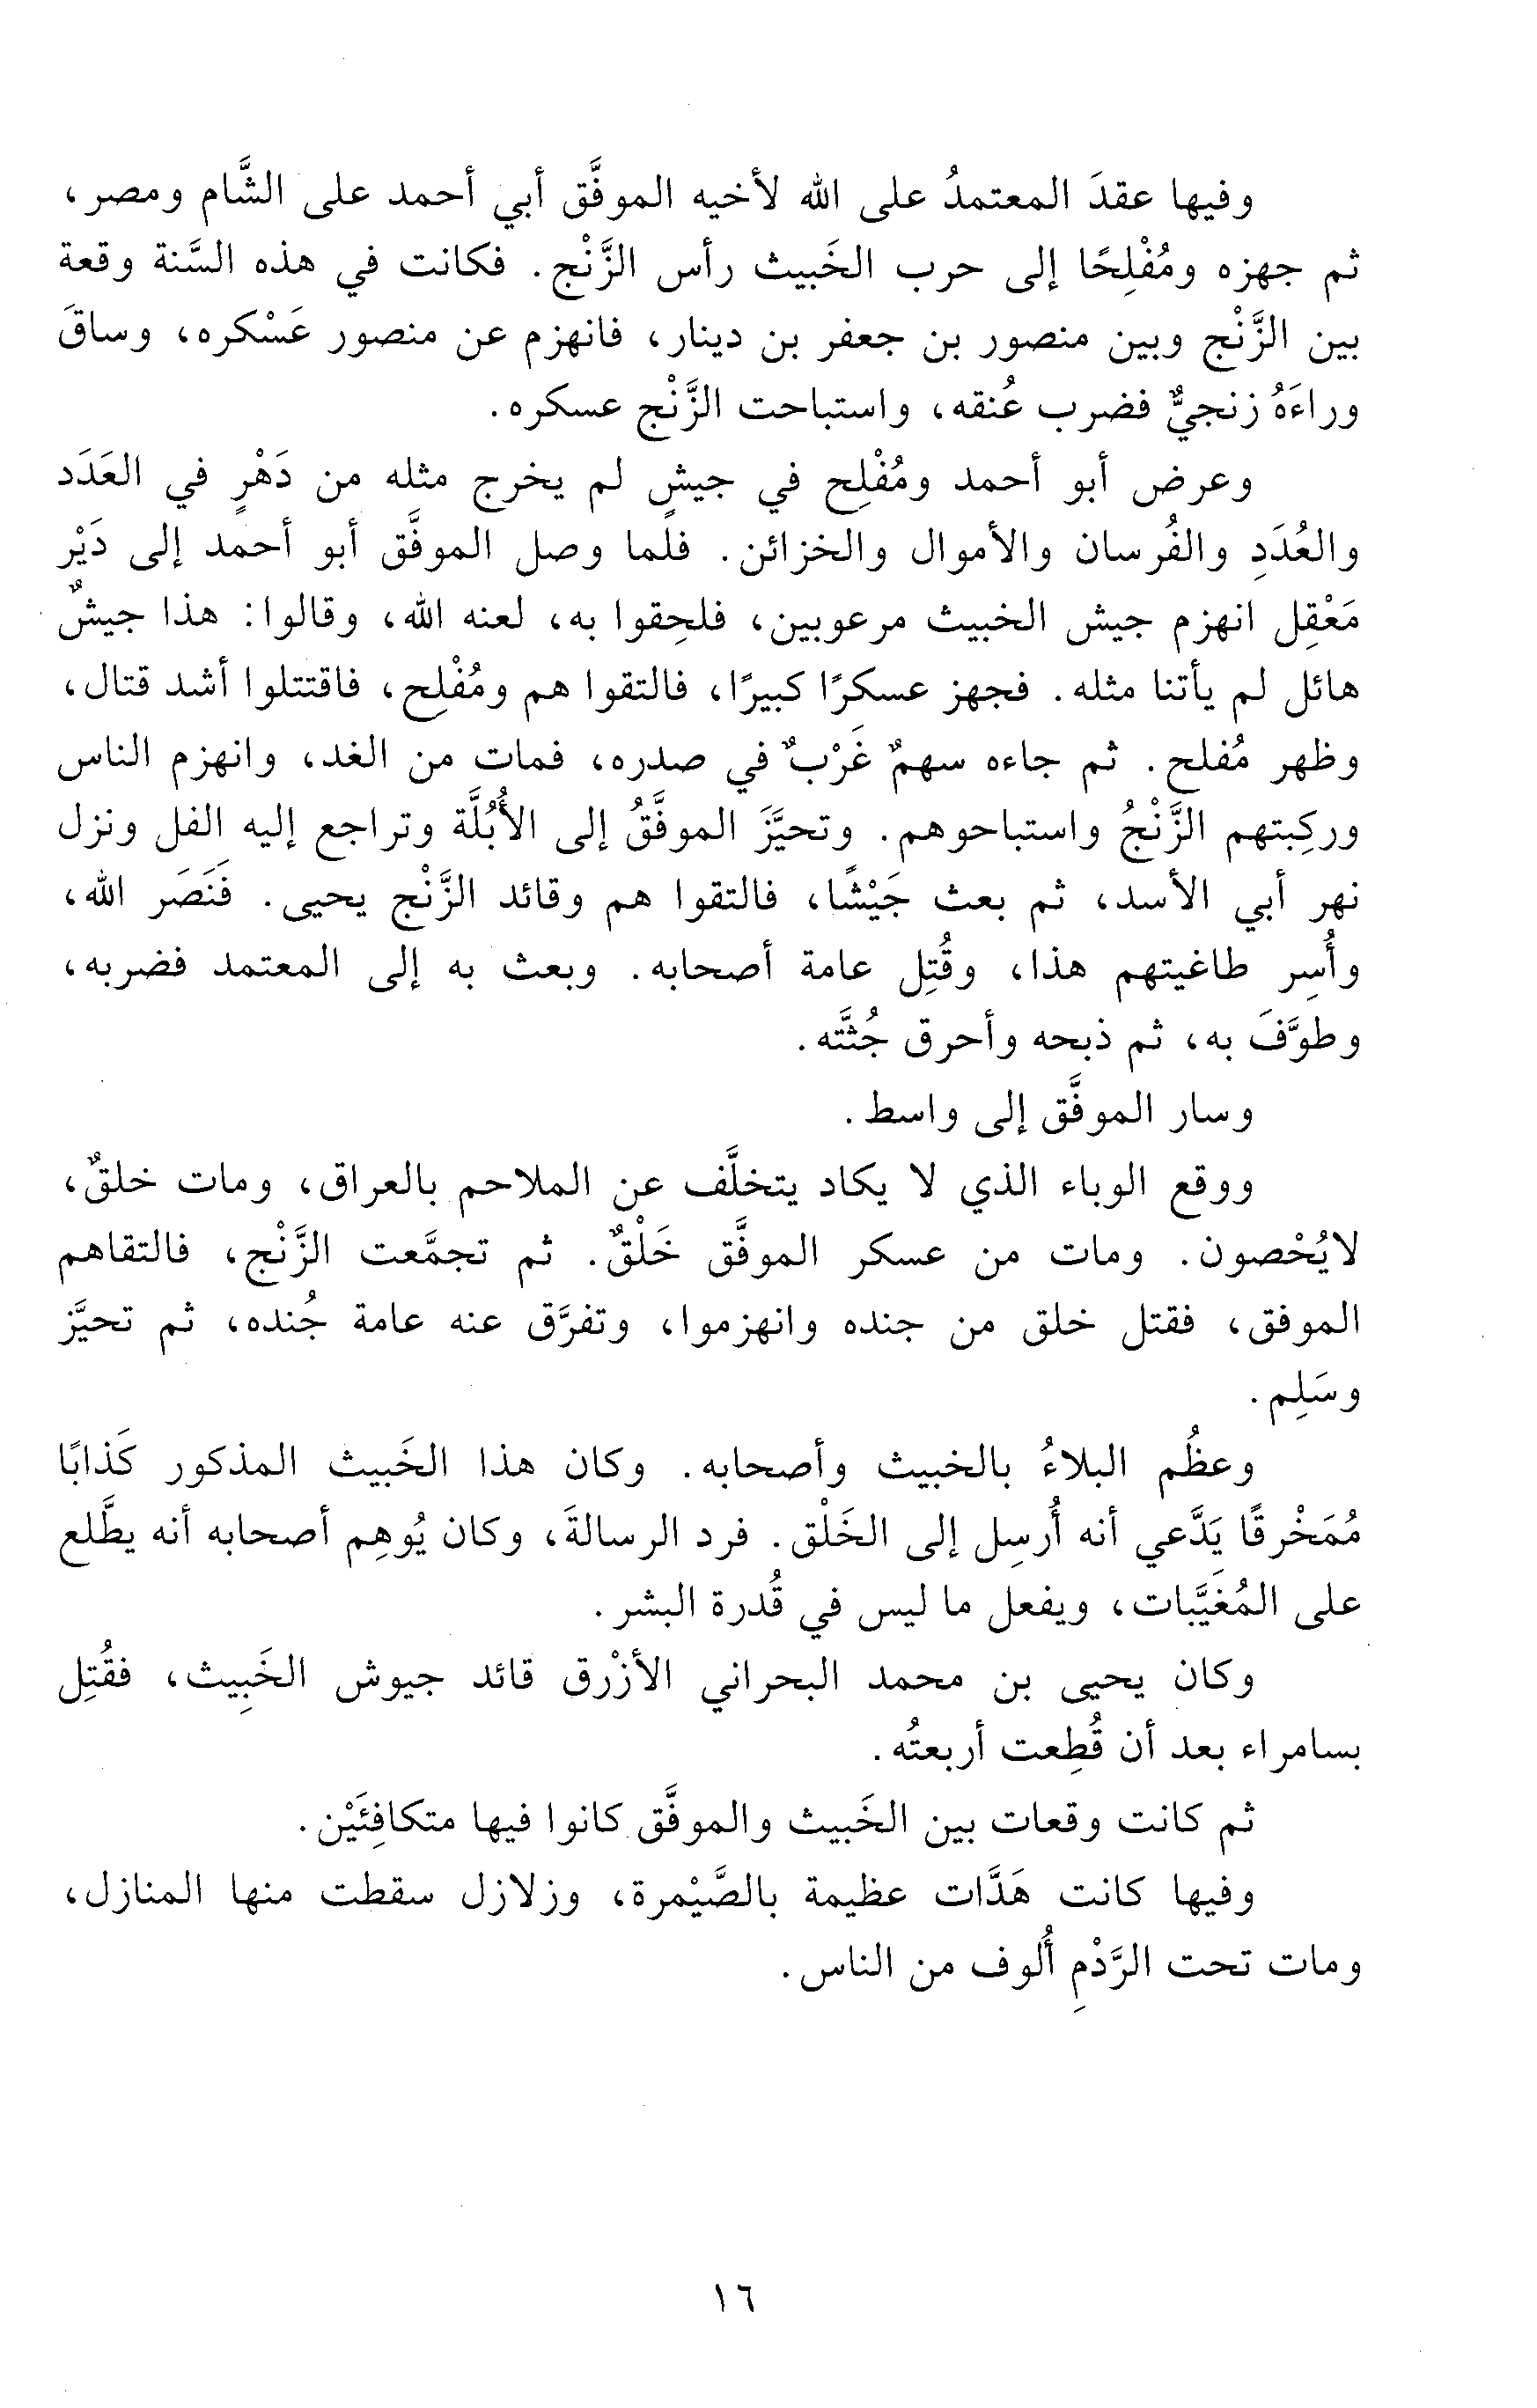 وفيها عقدَ المعتمدُ على الله لأخيه الموفَّق أبي أحمد على الشَّام ومصر،
ثم جهزه ومُفْلِحًا إلى حرب الخَبيث رأس الزَّنْج. فكانت في هذه السَّنة وقعة
بين الزَّنْج وبين منصور بن جعفر بن دينار، فانهزم عن منصور عَسْكره، وساقَ
وراءَهُ زنجيٌّ فضرب عُنقه، واستباحت الزَّنْج عسكره.
وعرض أبو أحمد ومُفْلِح في جيشٍ لم يخرج مثله من دَهْرٍ في العَدَد
والعُدَدِ والفُرسان والأموال والخزائن. فلما وصل الموفَّق أبو أحمد إلى دَيْر
مَعْقِل انهزم جيش الخبيث مرعوبين، فلحِقوا به، لعنه الله، وقالوا: هذا جيشٌ
هائل لم يأتنا مثله. فجهز عسكرًا كبيرًا، فالتقوا هم ومُفْلِح، فاقتتلوا أشد قتال،
وظهر مُفلح. ثم جاءه سهمٌ غَرْبٌ في صدره، فمات من الغد، وانهزم الناس
وركِبتهم الزَّنْجُ واستباحوهم. وتحيَّزَ الموفَّقُ إلى الأُبُلَّة وتراجع إليه الفل ونزل
نهر أبي الأسد، ثم بعث جَيْشًا، فالتقوا هم وقائد الزَّنْج يحيى. فَنَصَر الله،
وأُسِر طاغيتهم هذا، وقُتِل عامة أصحابه. وبعث به إلى المعتمد فضربه،
وطوَّفَ به، ثم ذبحه وأحرق جُثَّته.
وسار الموفَّق إلى واسط.
ووقع الوباء الذي لا يكاد يتخلَّف عن الملاحم بالعراق، ومات خلقٌ،
لايُحْصون. ومات من عسكر الموفَّق خَلْقٌ. ثم تجمَّعت الزَّنْج، فالتقاهم
الموفق، فقتل خلق من جنده وانهزموا، وتفرَّق عنه عامة جُنده، ثم تحيَّز
وسَلِم.
وعظُم البلاءُ بالخبيث وأصحابه. وكان هذا الخَبيث المذكور كَذابًا
مُمَخْرقًا يَدَّعي أنه أُرسِل إلى الخَلْق. فرد الرسالةَ، وكان يُوهِم أصحابه أنه يطَّلع
على المُغَيَّبات، ويفعل ما ليس في قُدرة البشر.
وكان يحيى بن محمد البحراني الأزْرق قائد جيوش الخَبِيث، فقُتِل
بسامراء بعد أن قُطِعت أربعتُه.
ثم كانت وقعات بين الخَبيث والموفَّق كانوا فيها متكافِئَيْن.
وفيها كانت هَدَّات عظيمة بالصَّيْمرة، وزلازل سقطت منها المنازل،
ومات تحت الرَّدْمِ أُلوف من الناس.
١٦